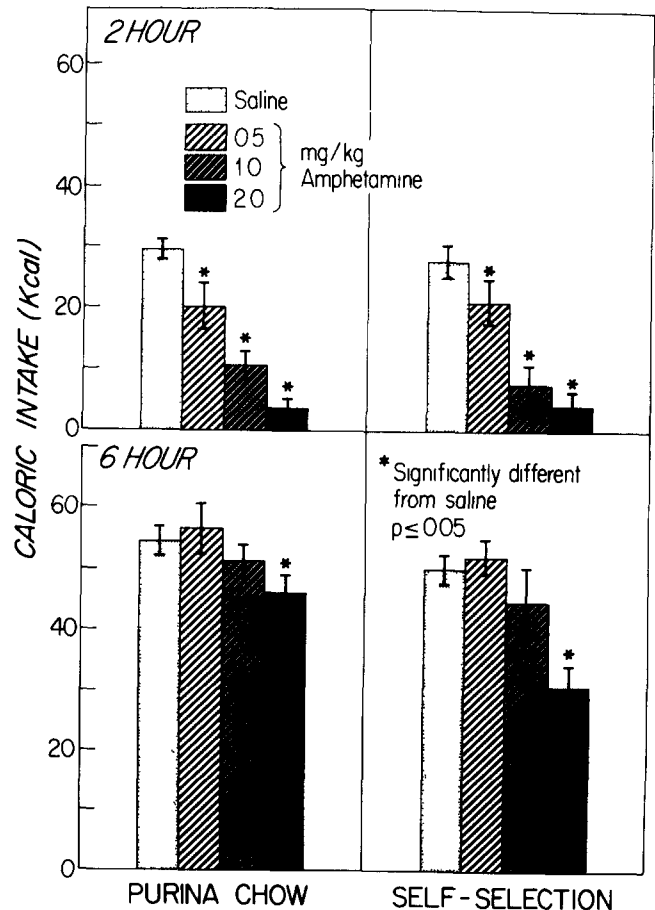 2 HOUR
60
40
20
0
Saline
05
10
20
mg/kg
Amphetamine
*
*
*
*
*
*
CALORIC INTAKE (Kcal)
6 HOUR
60
40
20
0
* Significantly different
from saline
p≤005
*
*
PURINA CHOW
SELF-SELECTION